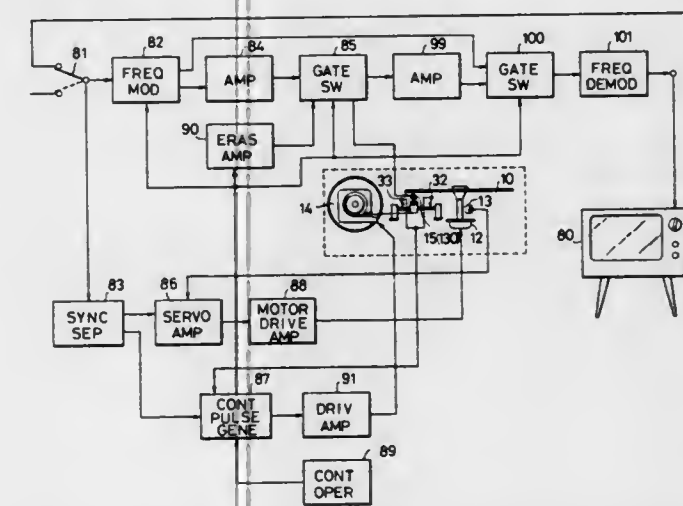 81
82
FREQ
MOD
84
AMP
85
GATE
SW
99
AMP
100
GATE
SW
101
FREQ
DEMOD
90
ERAS
AMP
14
33
32
10
13
15,130
12
80
83
SYNC
SEP
86
SERVO
AMP
88
MOTOR
DRIVE
AMP
87
CONT
PULSE
GENE
91
DRIV
AMP
89
CONT
OPER